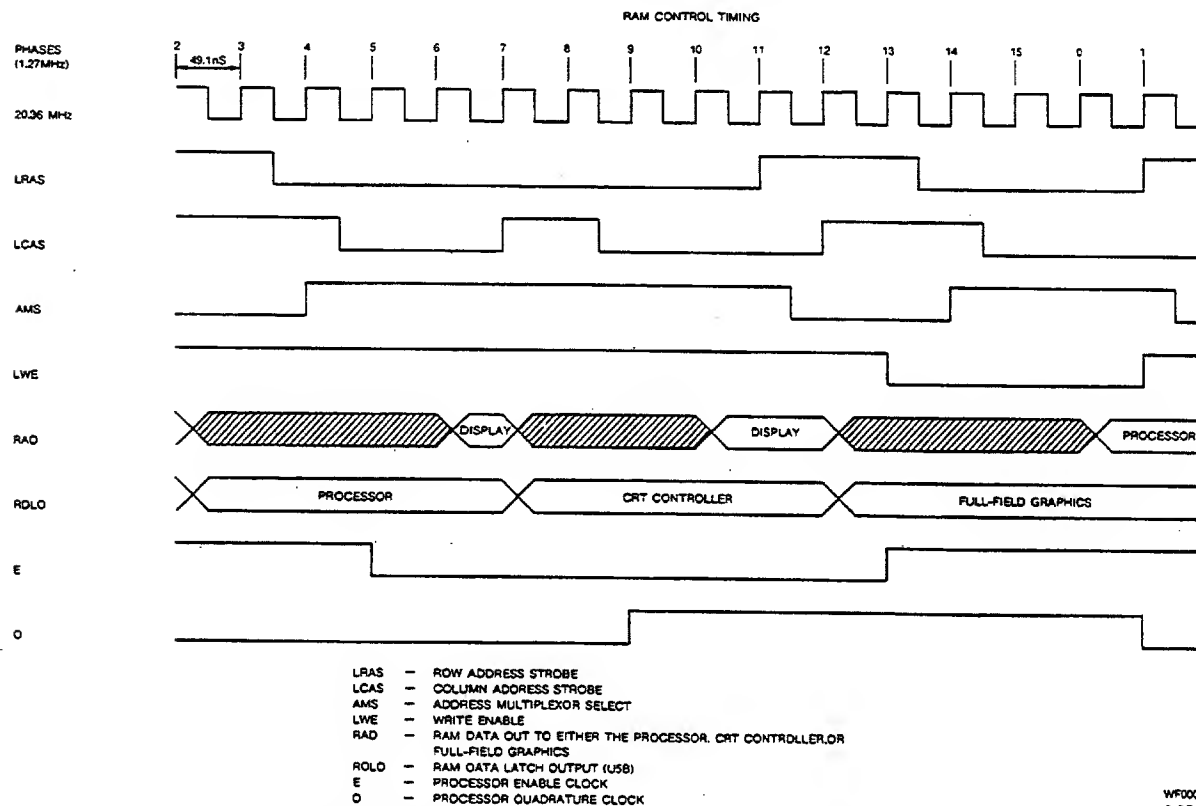 RAM CONTROL TIMING
PHASES
(1.27MHz)
2 3 4 5 6 7 8 9 10 11 12 13 14 15 0 1
49.1nS
20.36 MHz
LRAS
LCAS
AMS
LWE
RAD
DISPLAY
DISPLAY
PROCESSOR
RDLO
PROCESSOR
CRT CONTROLLER
FULL-FIELD GRAPHICS
E
O
LRAS — ROW ADDRESS STROBE
LCAS — COLUMN ADDRESS STROBE
AMS — ADDRESS MULTIPLEXOR SELECT
LWE — WRITE ENABLE
RAD — RAM DATA OUT TO EITHER THE PROCESSOR, CRT CONTROLLER,OR
FULL-FIELD GRAPHICS
RDLO — RAM DATA LATCH OUTPUT (U58)
E — PROCESSOR ENABLE CLOCK
O — PROCESSOR QUADRATURE CLOCK
WF000